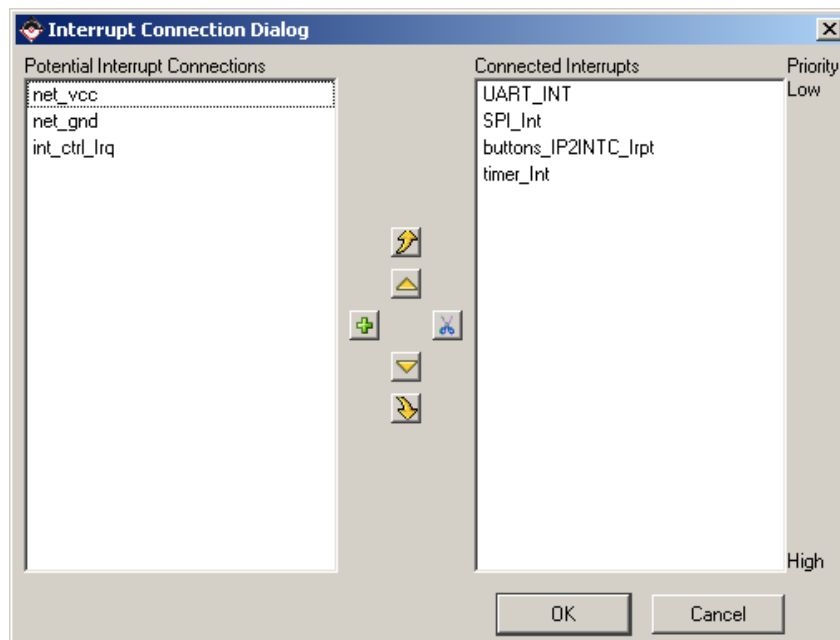 Interrupt Connection Dialog
Potential Interrupt Connections
net_vcc
net_gnd
int_ctrl_Irq
Connected Interrupts
UART_INT
SPI_Int
buttons_IP2INTC_Irpt
timer_Int
Priority
Low
High
OK
Cancel